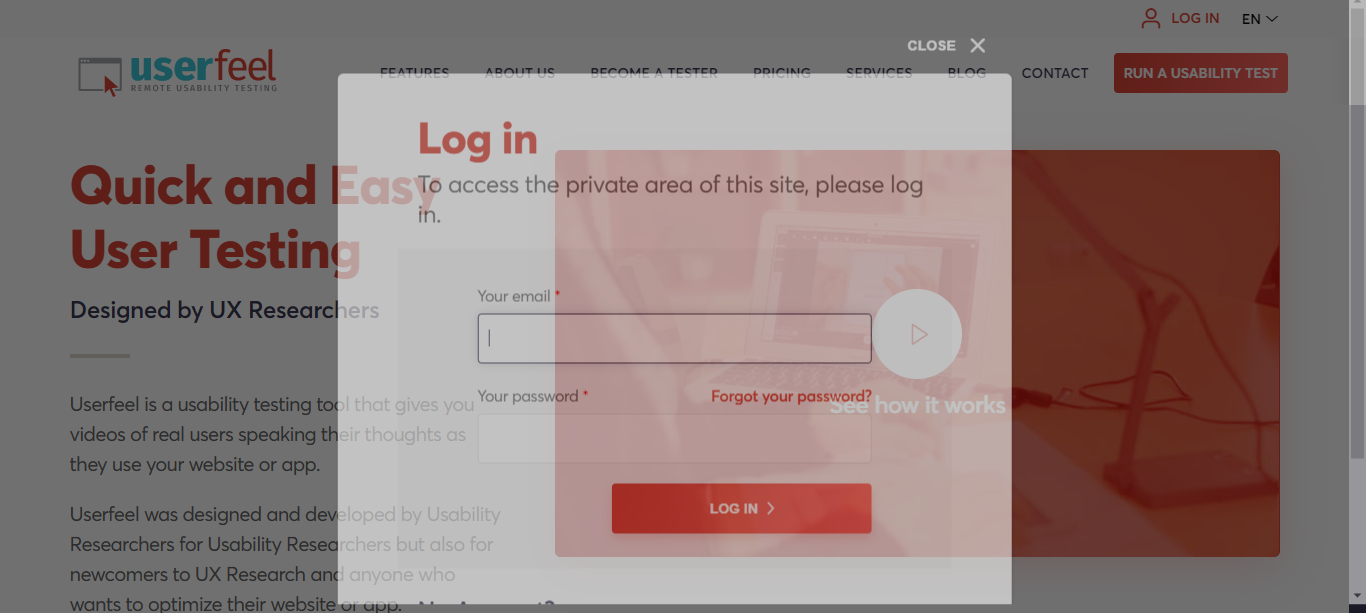 LOG IN
EN
CLOSE
userfeel
REMOTE USABILITY TESTING
FEATURES
ABOUT US
BECOME A TESTER
PRICING
SERVICES
BLOG
CONTACT
RUN A USABILITY TEST
Quick and Easy
User Testing
Designed by UX Researchers
Userfeel is a usability testing tool that gives you
videos of real users speaking their thoughts as
they use your website or app.
Userfeel was designed and developed by Usability
Researchers for Usability Researchers but also for
newcomers to UX Research and anyone who
wants to optimize their website or app.
See how it works
Log in
To access the private area of this site, please log
in.
Your email *
Your password *
Forgot your password?
LOG IN